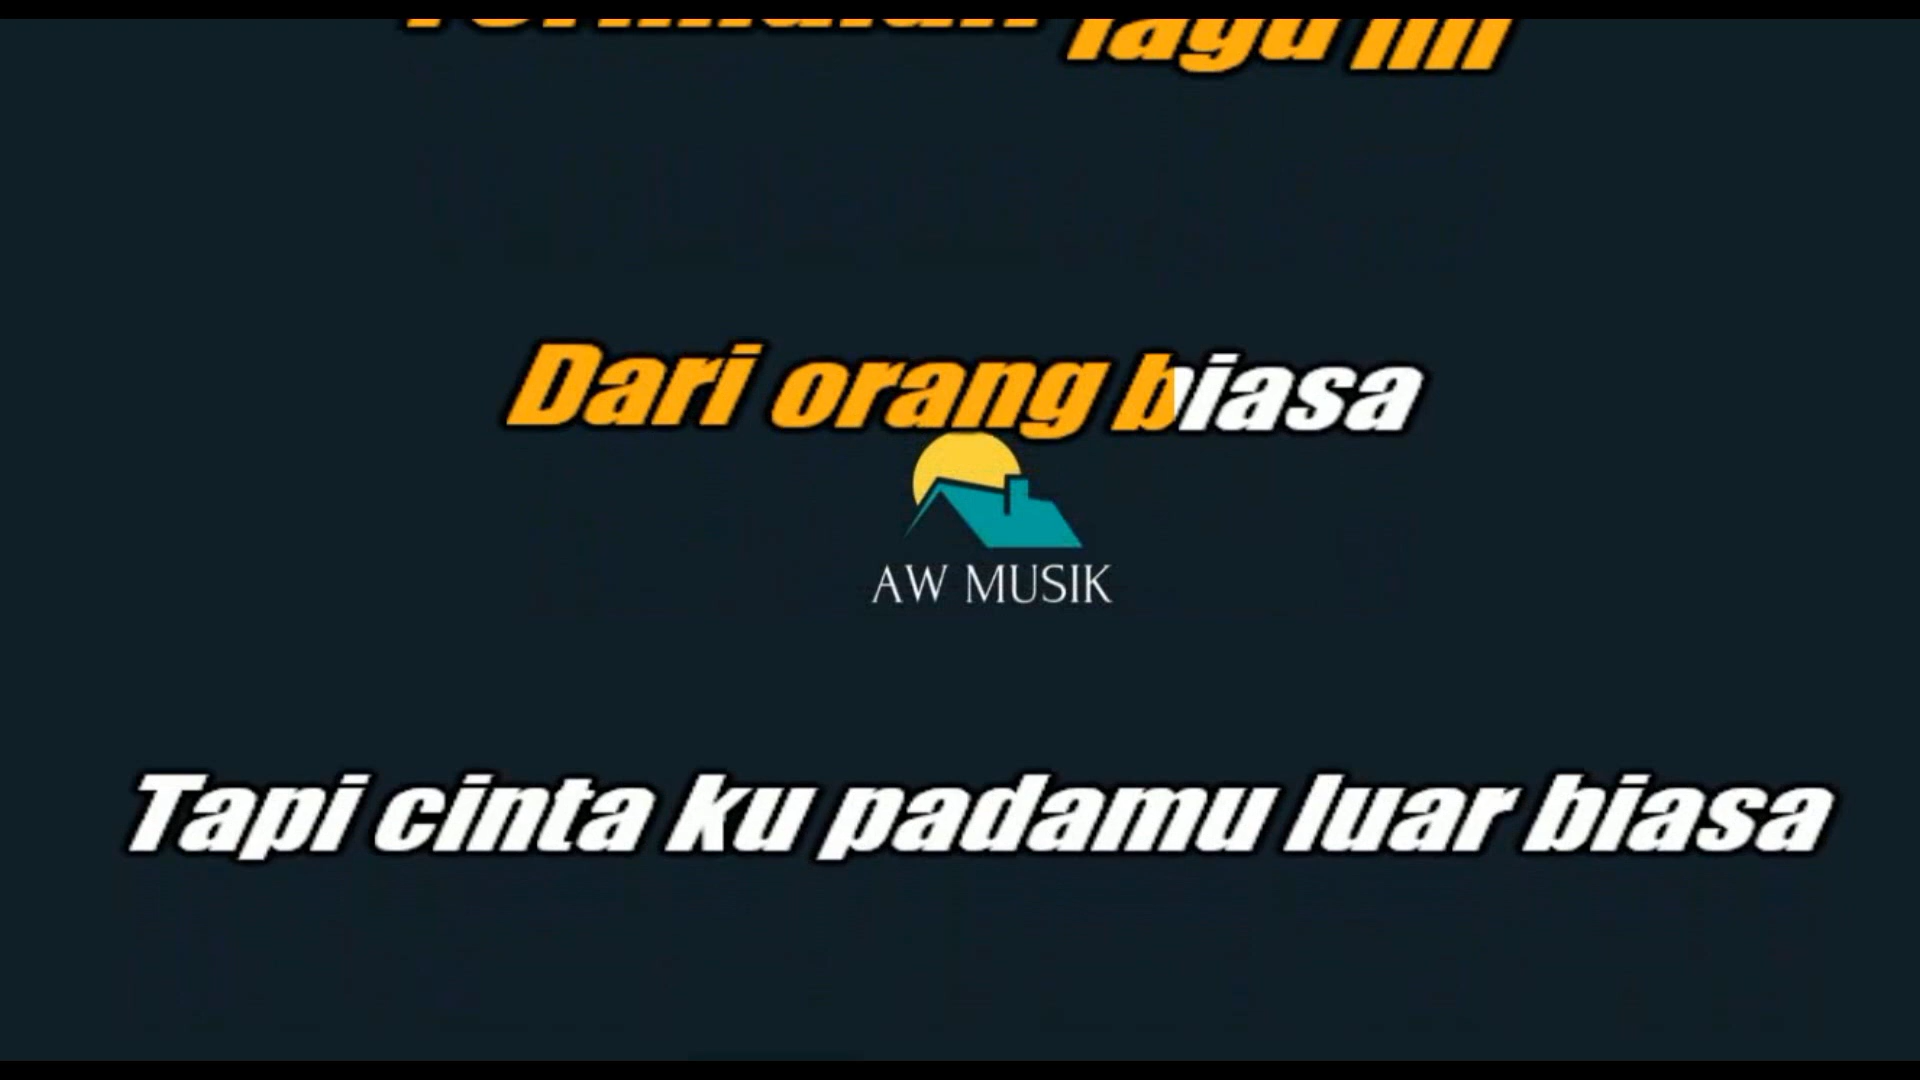 lagu ini
Dari orang biasa
AW MUSIK
Tapi cinta ku padamu luar biasa